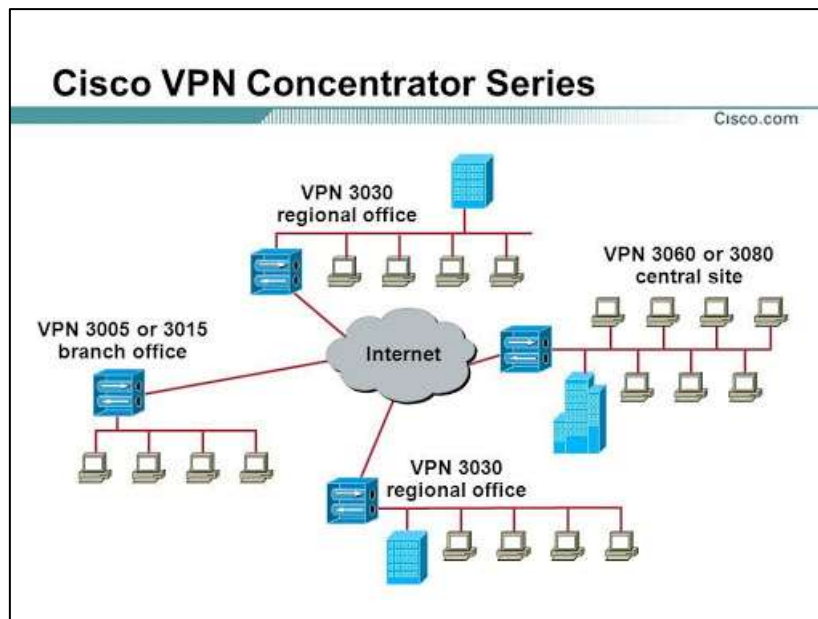 Cisco VPN Concentrator Series
Cisco.com
VPN 3030
regional office
VPN 3060 or 3080
central site
VPN 3005 or 3015
branch office
Internet
VPN 3030
regional office